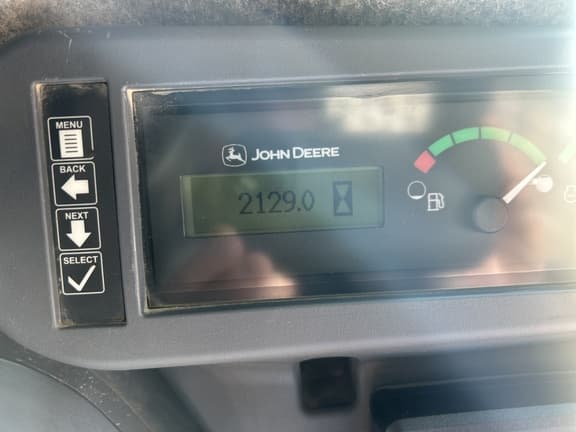 MENU
BACK
NEXT
SELECT
JOHN DEERE
2129.0